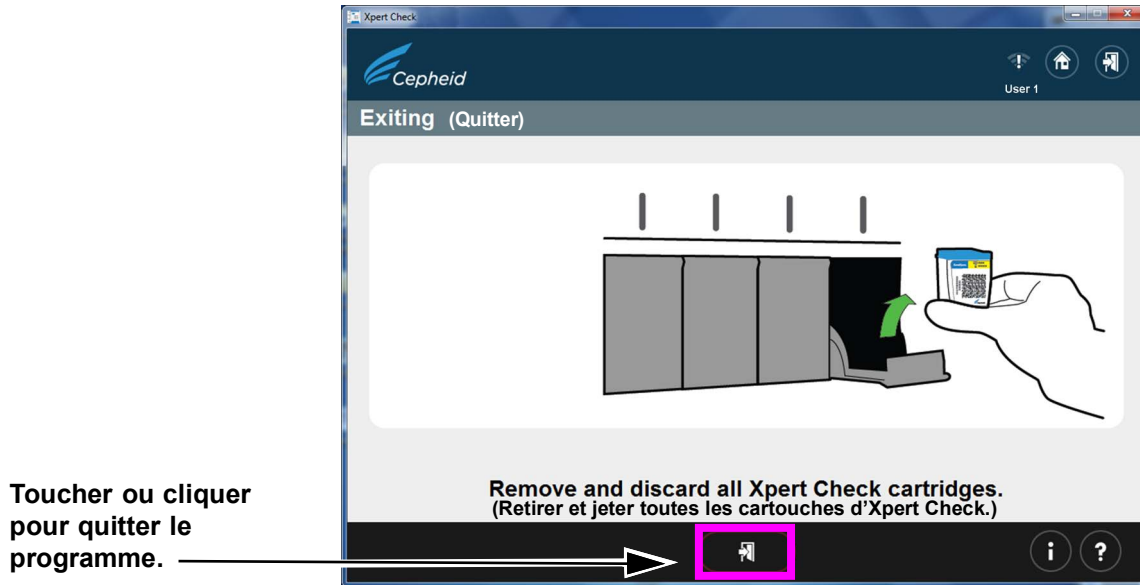 Xpert Check
Cepheid
User 1
Exiting (Quitter)
Remove and discard all Xpert Check cartridges.
(Retirer et jeter toutes les cartouches d’Xpert Check.)
Toucher ou cliquer
pour quitter le
programme.
i ?